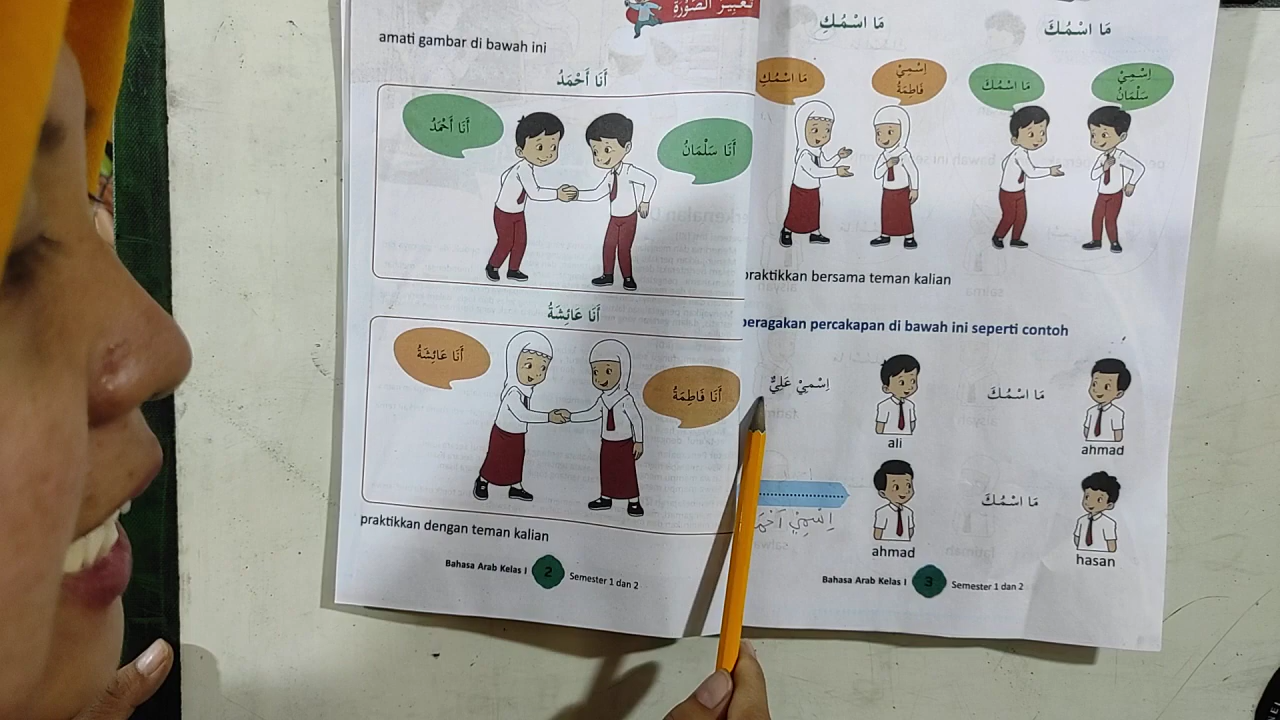 تَعْبِيْرُ الصُّوْرَةِ
amati gambar di bawah ini
أَنَا أَحْمَدُ
أَنَا أَحْمَدُ
أَنَا سَلْمَانُ
أَنَا عَائِشَةُ
أَنَا عَائِشَةُ
أَنَا فَاطِمَةُ
praktikkan dengan teman kalian
Bahasa Arab Kelas I 2 Semester 1 dan 2
مَا اسْمُكَ
مَا اسْمُكِ
اِسْمِيْ سَلْمَانُ
مَا اسْمُكَ
اِسْمِيْ فَاطِمَةُ
مَا اسْمُكِ
praktikkan bersama teman kalian
peragakan percakapan di bawah ini seperti contoh
مَا اسْمُكَ
اِسْمِيْ عَلِيٌّ
ahmad
ali
مَا اسْمُكَ
hasan
ahmad
اِسْمِيْ
Bahasa Arab Kelas I 3 Semester 1 dan 2